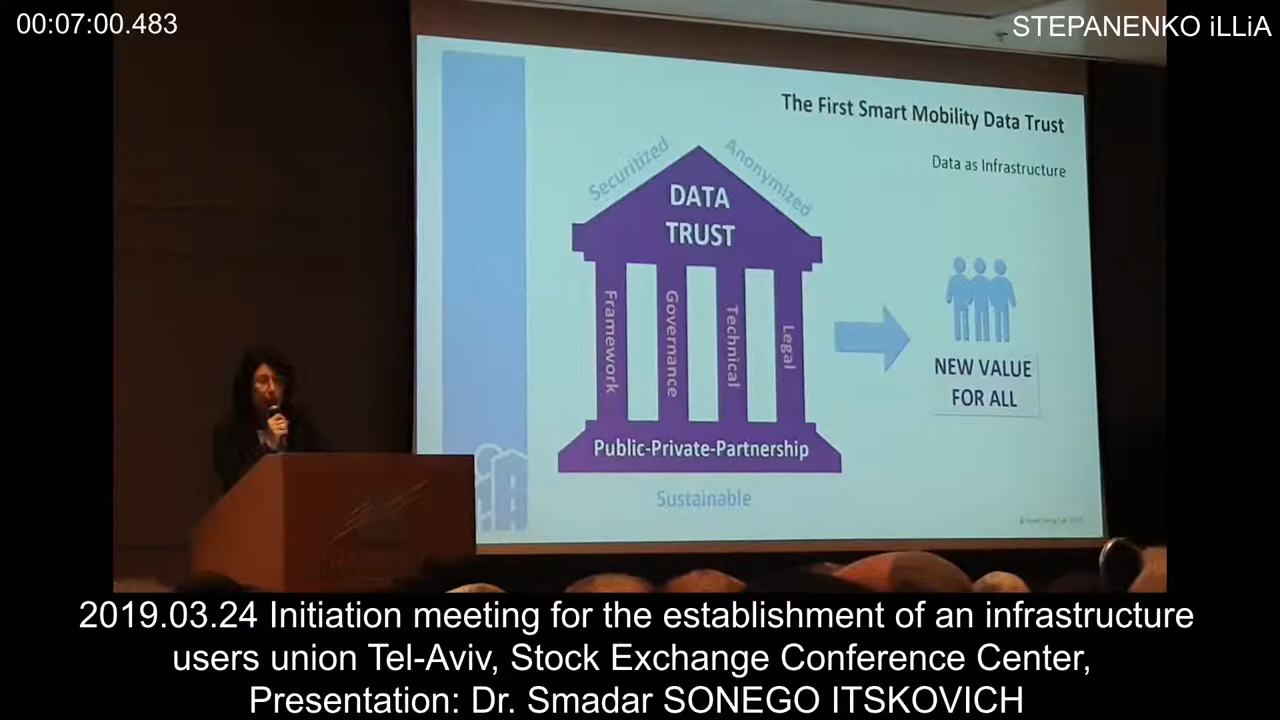 00:07:00.483
STEPANENKO iLLiA
The First Smart Mobility Data Trust
Data as Infrastructure
Securitized
Anonymized
DATA
TRUST
Framework
Governance
Technical
Legal
Public-Private-Partnership
Sustainable
NEW VALUE
FOR ALL
2019.03.24 Initiation meeting for the establishment of an infrastructure
users union Tel-Aviv, Stock Exchange Conference Center,
Presentation: Dr. Smadar SONEGO ITSKOVICH